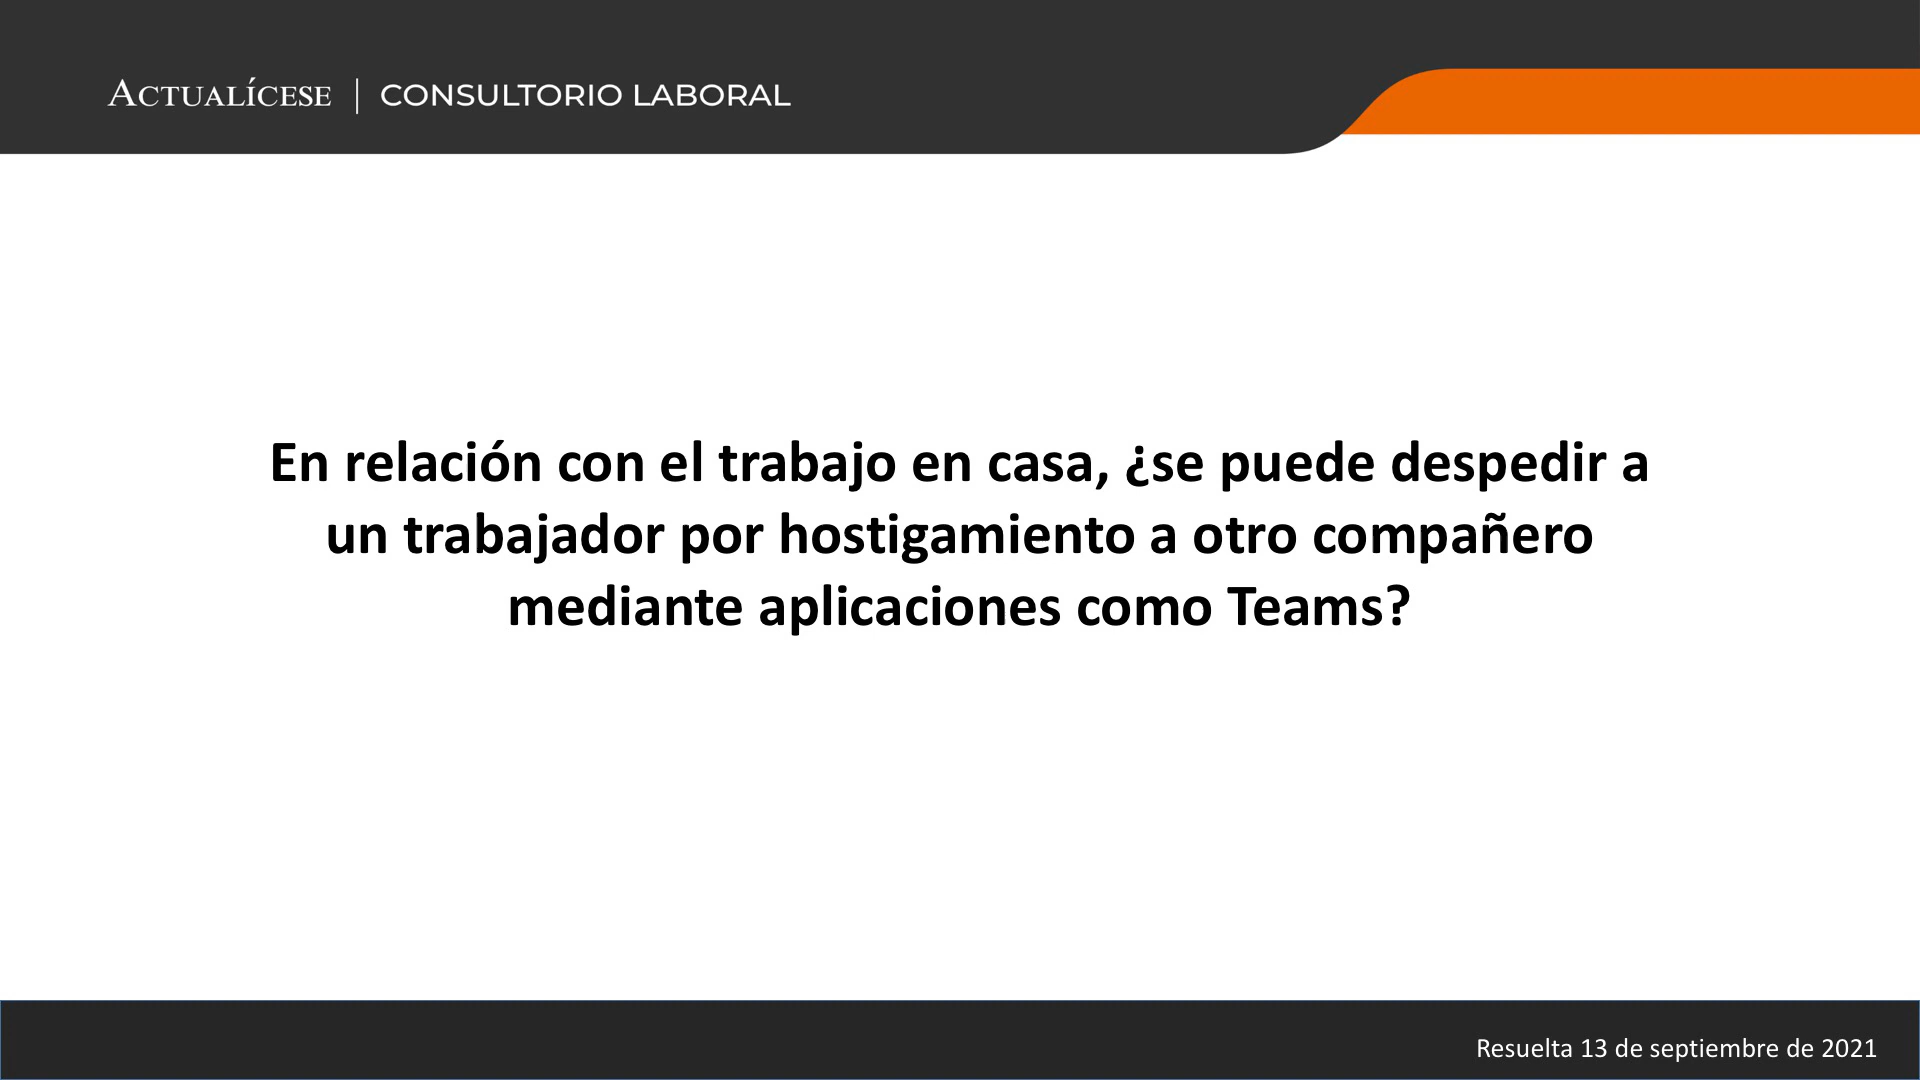 ACTUALÍCESE | CONSULTORIO LABORAL
En relación con el trabajo en casa, ¿se puede despedir a
un trabajador por hostigamiento a otro compañero
mediante aplicaciones como Teams?
Resuelta 13 de septiembre de 2021